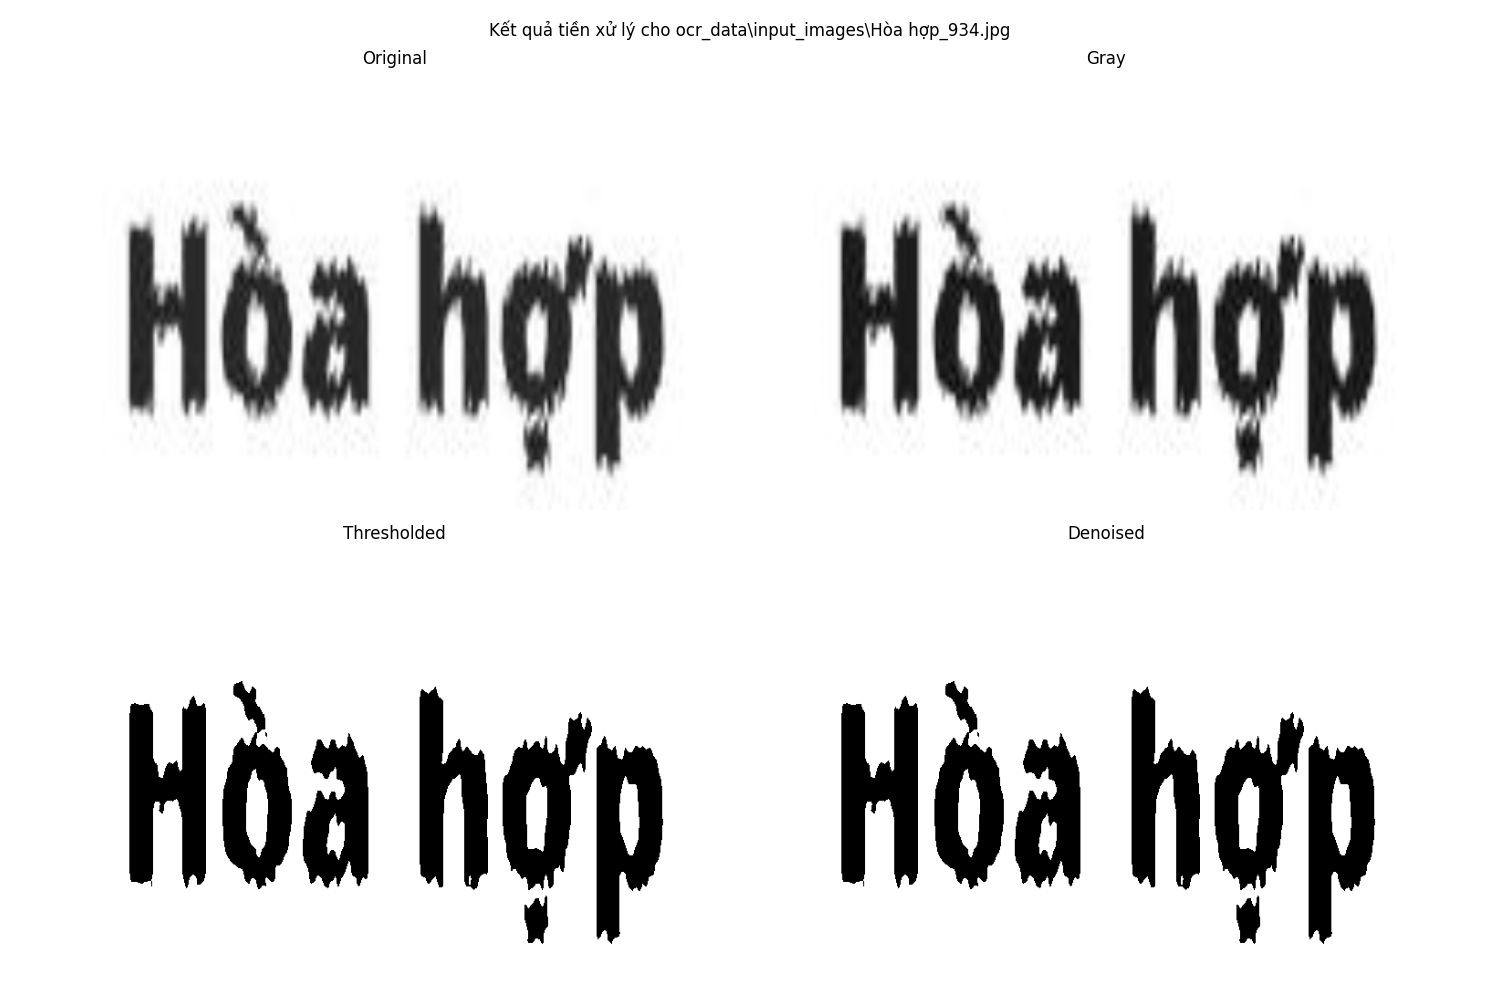 Kết quả tiền xử lý cho ocr_data\input_images\Hòa hợp_934.jpg
Original
Gray
Hòa hợp
Hòa hợp
Thresholded
Denoised
Hòa hợp
Hòa hợp